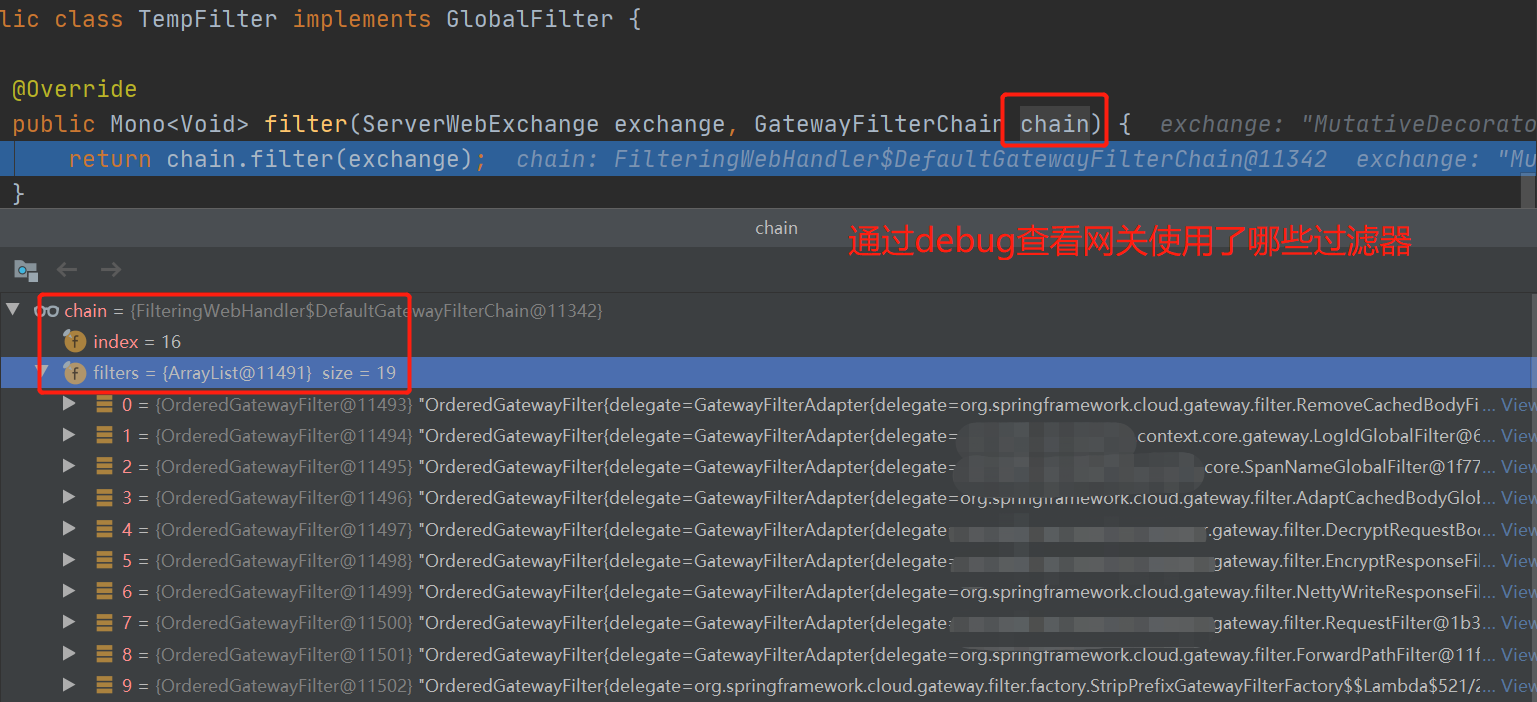 lic class TempFilter implements GlobalFilter {
@Override
public Mono<Void> filter(ServerWebExchange exchange, GatewayFilterChain chain) { exchange: "MutativeDecorato
return chain.filter(exchange); chain: FilteringWebHandler$DefaultGatewayFilterChain@11342 exchange: "Mu
}
chain
通过debug查看网关使用了哪些过滤器
chain = {FilteringWebHandler$DefaultGatewayFilterChain@11342}
f index = 16
f filters = {ArrayList@11491} size = 19
0 = {OrderedGatewayFilter@11493} "OrderedGatewayFilter{delegate=GatewayFilterAdapter{delegate=org.springframework.cloud.gateway.filter.RemoveCachedBodyFi... View
1 = {OrderedGatewayFilter@11494} "OrderedGatewayFilter{delegate=GatewayFilterAdapter{delegate= context.core.gateway.LogIdGlobalFilter@6... View
2 = {OrderedGatewayFilter@11495} "OrderedGatewayFilter{delegate=GatewayFilterAdapter{delegate= core.SpanNameGlobalFilter@1f77... View
3 = {OrderedGatewayFilter@11496} "OrderedGatewayFilter{delegate=GatewayFilterAdapter{delegate=org.springframework.cloud.gateway.filter.AdaptCachedBodyGlob... View
4 = {OrderedGatewayFilter@11497} "OrderedGatewayFilter{delegate=GatewayFilterAdapter{delegate= r.gateway.filter.DecryptRequestBoc... View
5 = {OrderedGatewayFilter@11498} "OrderedGatewayFilter{delegate=GatewayFilterAdapter{delegate= gateway.filter.EncryptResponseFil... View
6 = {OrderedGatewayFilter@11499} "OrderedGatewayFilter{delegate=GatewayFilterAdapter{delegate=org.springframework.cloud.gateway.filter.NettyWriteResponseFil... View
7 = {OrderedGatewayFilter@11500} "OrderedGatewayFilter{delegate=GatewayFilterAdapter{delegate= gateway.filter.RequestFilter@1b3... View
8 = {OrderedGatewayFilter@11501} "OrderedGatewayFilter{delegate=GatewayFilterAdapter{delegate=org.springframework.cloud.gateway.filter.ForwardPathFilter@11f... View
9 = {OrderedGatewayFilter@11502} "OrderedGatewayFilter{delegate=org.springframework.cloud.gateway.filter.factory.StripPrefixGatewayFilterFactory$$Lambda$521/2... View